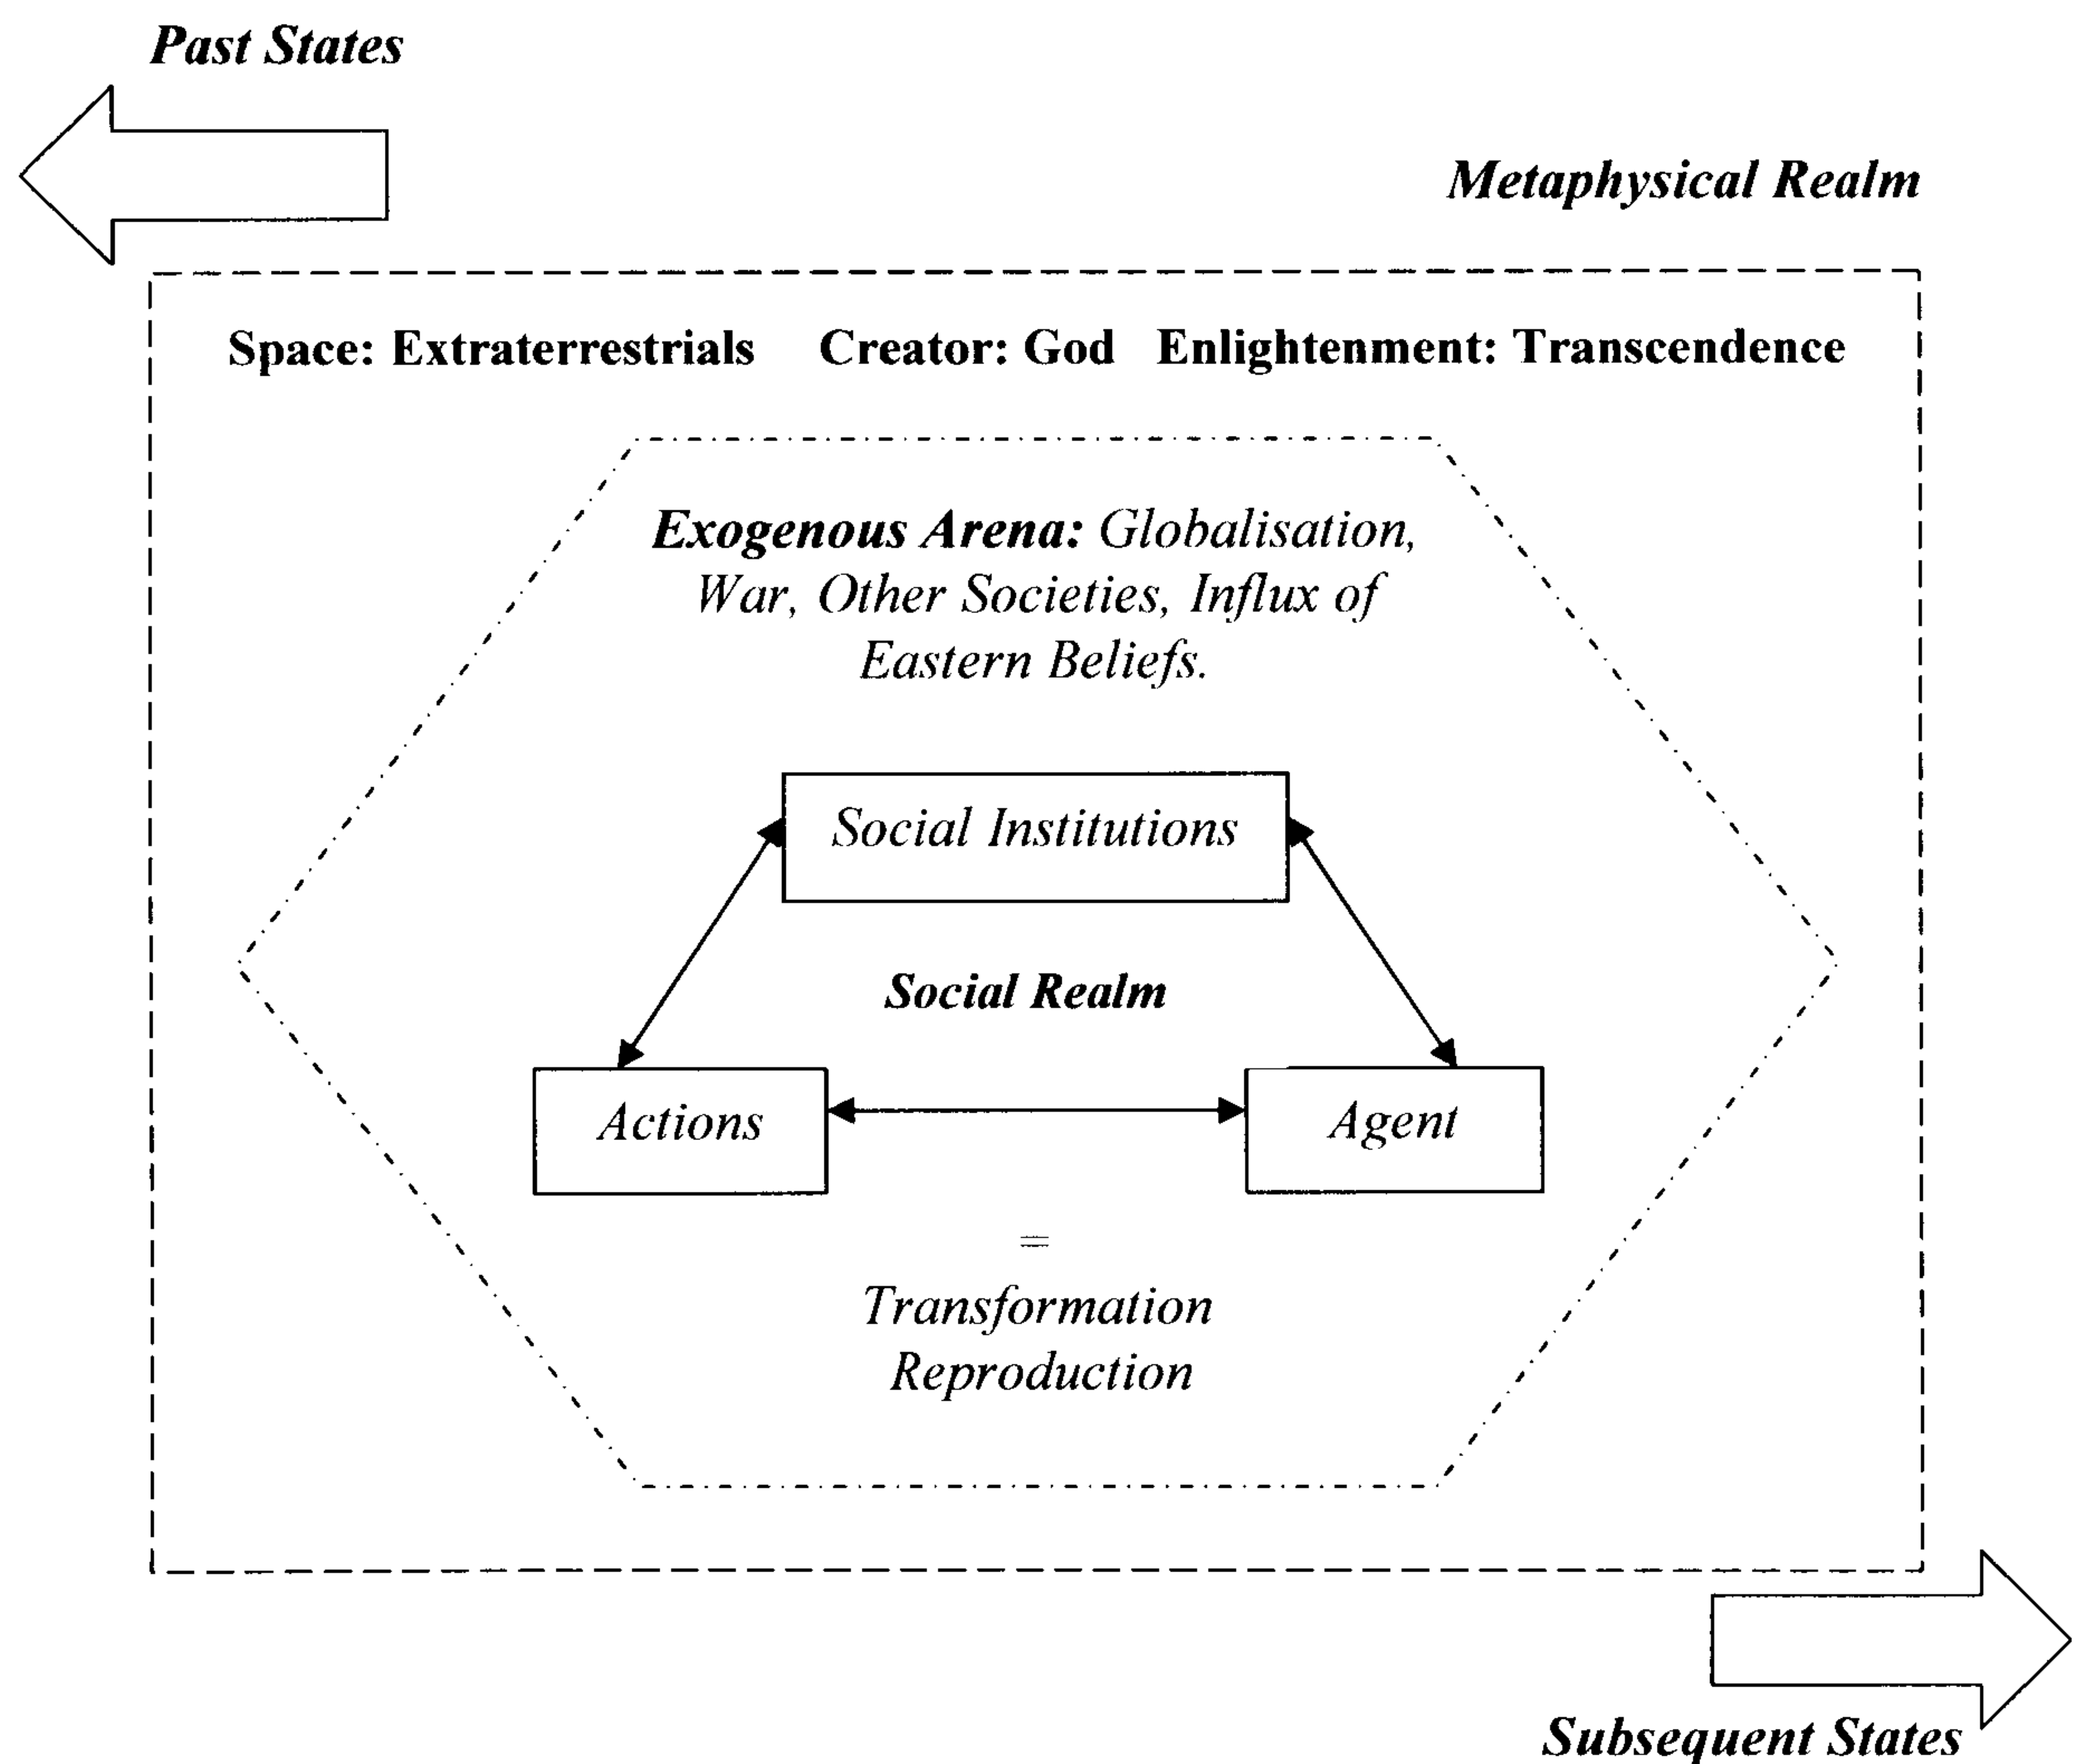 Past States
Metaphysical Realm
Space: Extraterrestrials Creator: God Enlightenment: Transcendence
Exogenous Arena: Globalisation,
War, Other Societies, Influx of
Eastern Beliefs.
Social Institutions
Social Realm
Actions
Agent
=
Transformation
Reproduction
Subsequent States